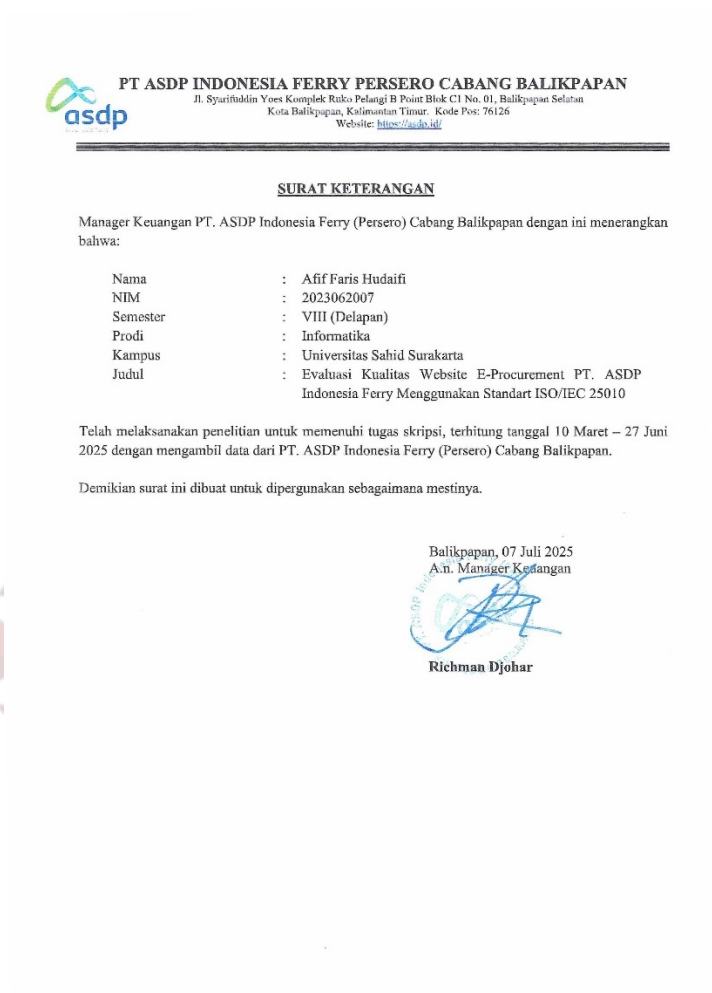 PT ASDP INDONESIA FERRY PERSERO CABANG BALIKPAPAN
Jl. Syarifuddin Yoes Komplek Ruko Pelangi B Point Blok C1 No. 01, Balikpapan Selatan
Kota Balikpapan, Kalimantan Timur. Kode Pos: 76126
Website: https://asdp.id/
asdp
SURAT KETERANGAN
Manager Keuangan PT. ASDP Indonesia Ferry (Persero) Cabang Balikpapan dengan ini menerangkan
bahwa:
Nama : Afif Faris Hudaifi
NIM : 2023062007
Semester : VIII (Delapan)
Prodi : Informatika
Kampus : Universitas Sahid Surakarta
Judul : Evaluasi Kualitas Website E-Procurement PT. ASDP
Indonesia Ferry Menggunakan Standart ISO/IEC 25010
Telah melaksanakan penelitian untuk memenuhi tugas skripsi, terhitung tanggal 10 Maret – 27 Juni
2025 dengan mengambil data dari PT. ASDP Indonesia Ferry (Persero) Cabang Balikpapan.
Demikian surat ini dibuat untuk dipergunakan sebagaimana mestinya.
Balikpapan, 07 Juli 2025
A.n. Manager Keuangan
Richman Djohar